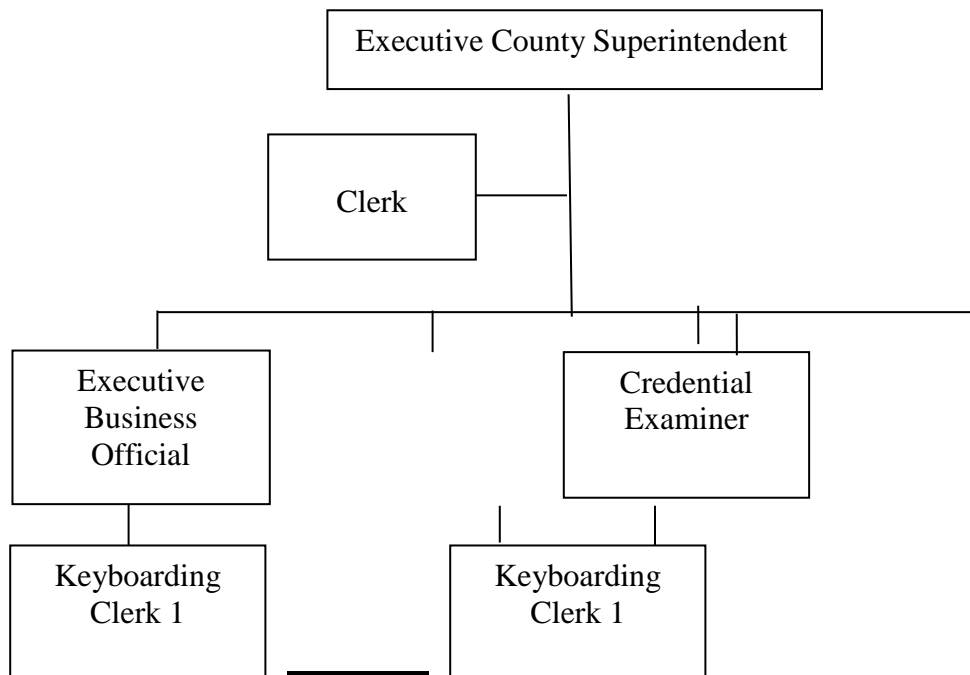 Executive County Superintendent
Clerk
Executive
Business
Official
Credential
Examiner
Keyboarding
Clerk 1
Keyboarding
Clerk 1